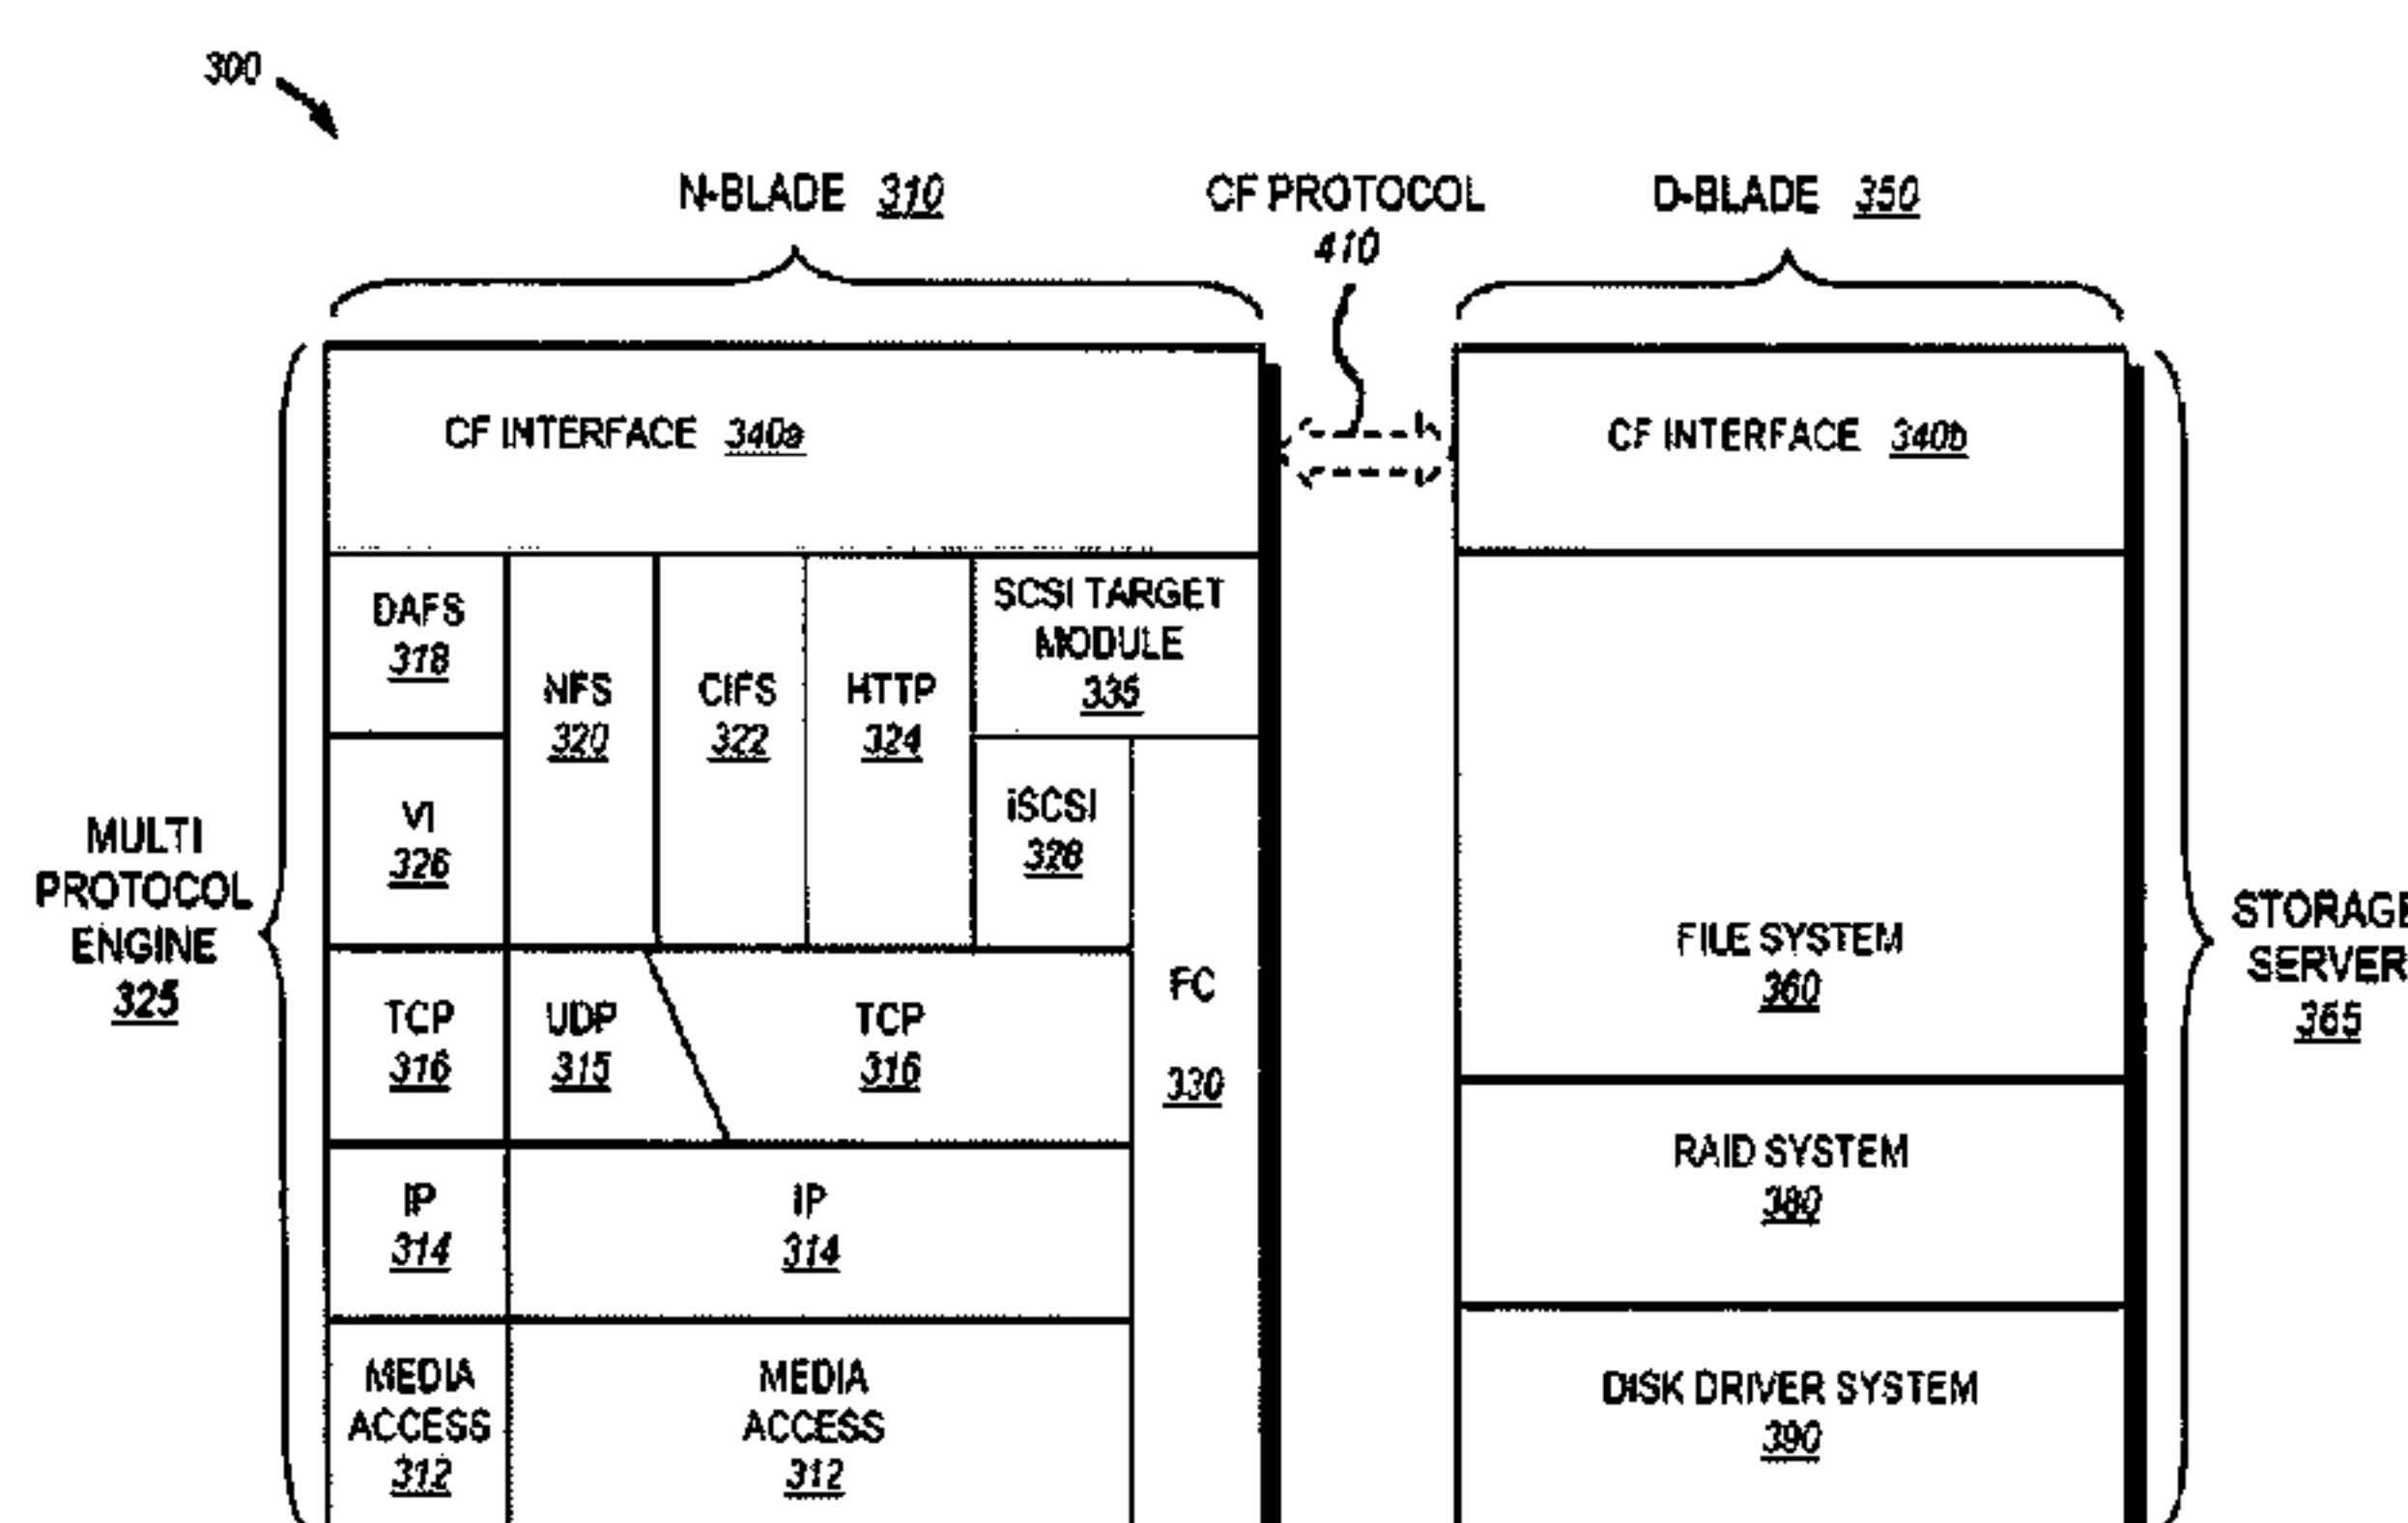 300
N-BLADE 310
CF PROTOCOL
410
D-BLADE 350
CF INTERFACE 340a
CF INTERFACE 340b
DAFS
318
NFS
320
CIFS
322
HTTP
324
SCSI TARGET
MODULE
335
VI
326
iSCSI
328
MULTI
PROTOCOL
ENGINE
325
FC
330
FILE SYSTEM
360
STORAGE
SERVER
365
TCP
316
UDP
315
TCP
316
RAID SYSTEM
380
IP
314
IP
314
MEDIA
ACCESS
312
MEDIA
ACCESS
312
DISK DRIVER SYSTEM
390